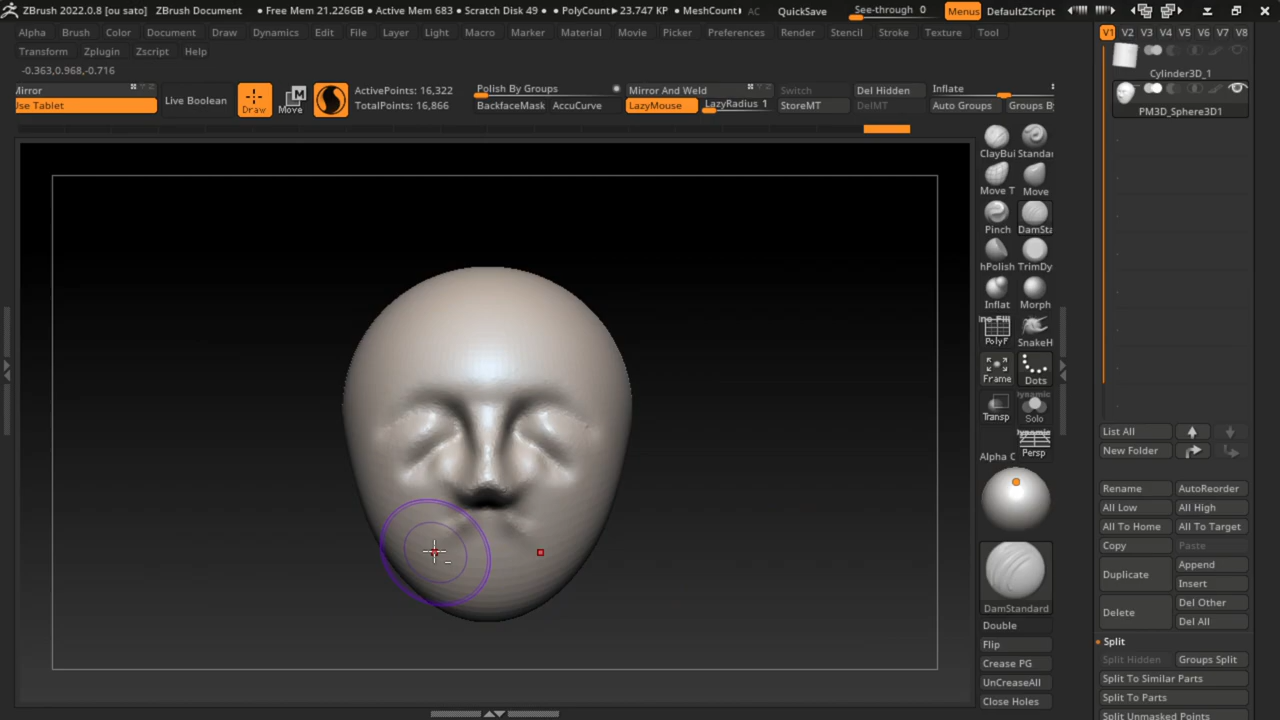 ZBrush 2022.0.8 [ou sato] ZBrush Document • Free Mem 21.226GB • Active Mem 683 • Scratch Disk 49 • PolyCount▸ 23.747 KP • MeshCount▸ AC QuickSave See-through 0 Menus DefaultZScript
Alpha Brush Color Document Draw Dynamics Edit File Layer Light Macro Marker Material Movie Picker Preferences Render Stencil Stroke Texture Tool
Transform Zplugin Zscript Help
-0.363,0.968,-0.716
Mirror
Use Tablet
Live Boolean
Draw
Move
ActivePoints: 16,322
TotalPoints: 16,866
Polish By Groups
BackfaceMask AccuCurve
Mirror And Weld
LazyMouse LazyRadius 1
Switch
StoreMT
Del Hidden
DelMT
Inflate
Auto Groups Groups By
V1 V2 V3 V4 V5 V6 V7 V8
Cylinder3D_1
PM3D_Sphere3D1
ClayBui Standar
Move T Move
Pinch DamSta
hPolish TrimDy
Inflat Morph
PolyF SnakeH
Frame Dots
Dynamic
Transp Solo
Dynamic
Persp
Alpha C
DamStandard
Double
Flip
Crease PG
UnCreaseAll
Close Holes
List All
New Folder
Rename AutoReorder
All Low All High
All To Home All To Target
Copy Paste
Duplicate
Append
Insert
Delete
Del Other
Del All
Split
Split Hidden Groups Split
Split To Similar Parts
Split To Parts
Split Unmasked Points